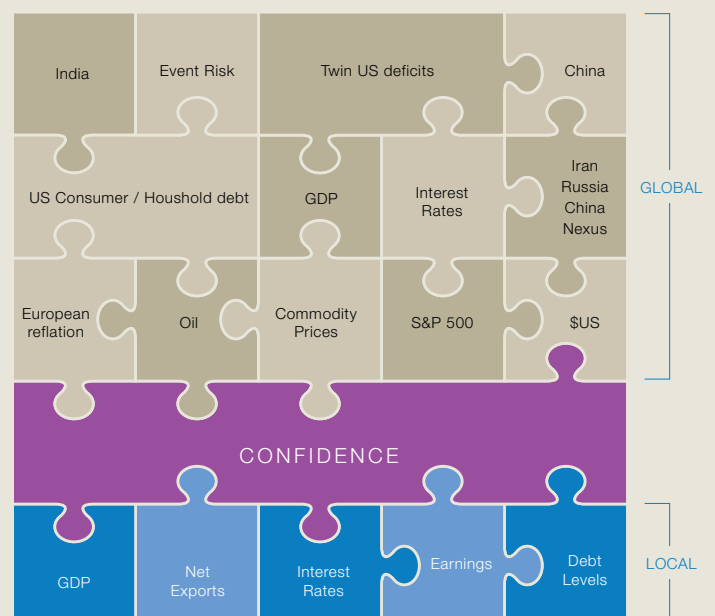 India
Event Risk
Twin US deficits
China
US Consumer / Houshold debt
GDP
Interest
Rates
Iran
Russia
China
Nexus
GLOBAL
European
reflation
Oil
Commodity
Prices
S&P 500
$US
CONFIDENCE
GDP
Net
Exports
Interest
Rates
Earnings
Debt
Levels
LOCAL